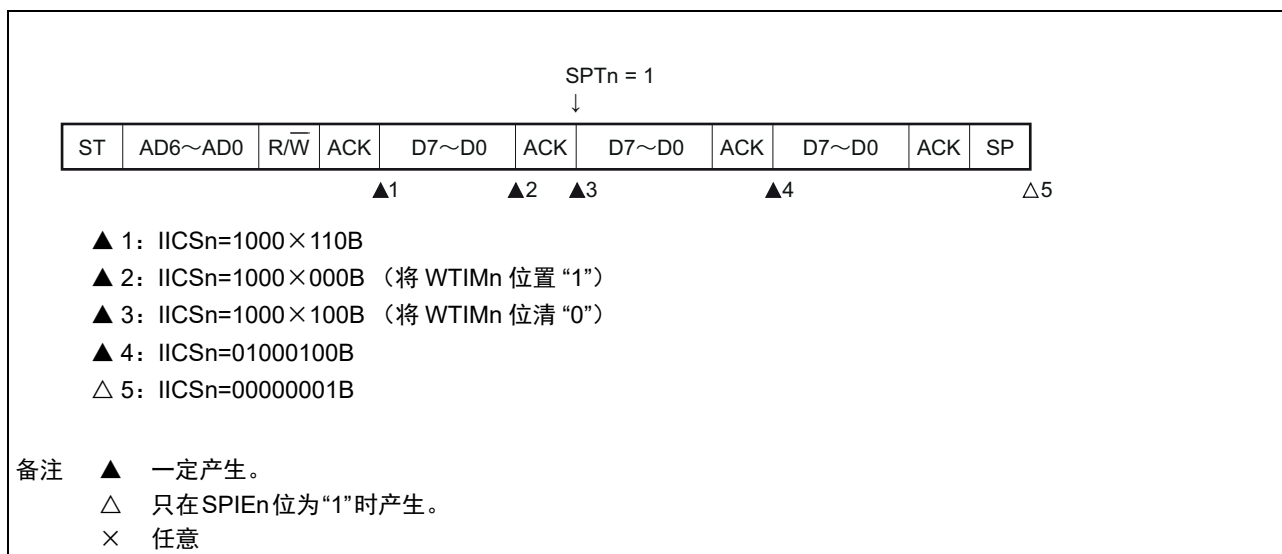 SPTn = 1
↓
ST AD6～AD0 R/W̅ ACK D7～D0 ACK D7～D0 ACK D7～D0 ACK SP
▲1 ▲2 ▲3 ▲4 △5
▲ 1：IICSn=1000×110B
▲ 2：IICSn=1000×000B （将 WTIMn 位置 “1”）
▲ 3：IICSn=1000×100B （将 WTIMn 位清 “0”）
▲ 4：IICSn=01000100B
△ 5：IICSn=00000001B
备注 ▲ 一定产生。
△ 只在SPIEn位为“1”时产生。
× 任意